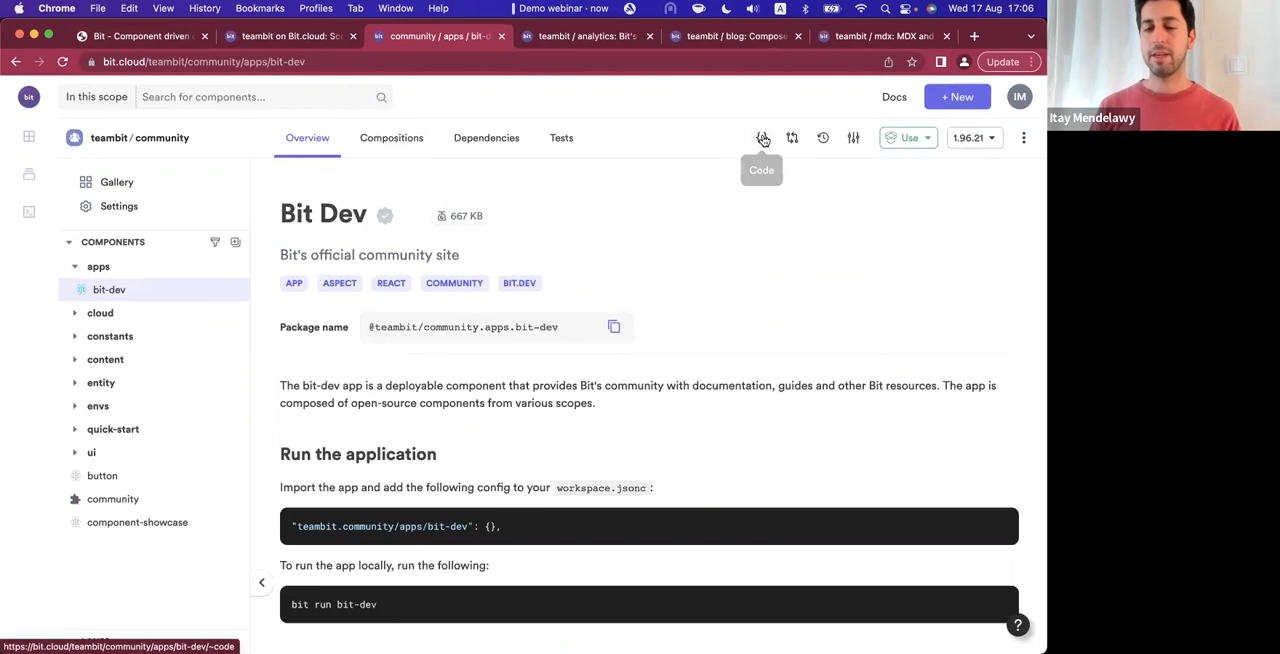 Chrome File Edit View History Bookmarks Profiles Tab Window Help
Demo webinar · now
A
Wed 17 Aug 17:06
Bit - Component driven
teambit on Bit.cloud: Sc
community / apps / bit-d
teambit / analytics: Bit's
teambit / blog: Compose
teambit / mdx: MDX and
bit.cloud/teambit/community/apps/bit-dev
Update
bit
In this scope
Search for components...
Docs
+ New
IM
Itay Mendelawy
teambit / community
Overview
Compositions
Dependencies
Tests
Use
1.96.21
Code
Gallery
Settings
COMPONENTS
apps
bit-dev
cloud
constants
content
entity
envs
quick-start
ui
button
community
component-showcase
Bit Dev
667 KB
Bit's official community site
APP
ASPECT
REACT
COMMUNITY
BIT.DEV
Package name
@teambit/community.apps.bit-dev
The bit-dev app is a deployable component that provides Bit's community with documentation, guides and other Bit resources. The app is
composed of open-source components from various scopes.
Run the application
Import the app and add the following config to your workspace.jsonc :
"teambit.community/apps/bit-dev": {},
To run the app locally, run the following:
bit run bit-dev
?
https://bit.cloud/teambit/community/apps/bit-dev/~code